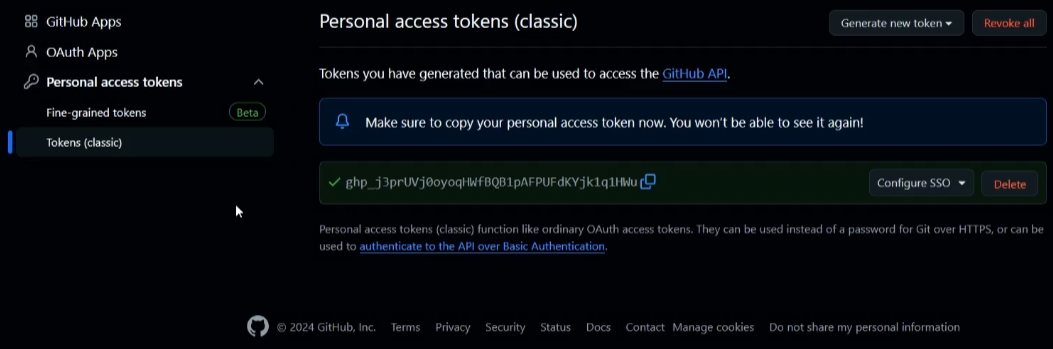 GitHub Apps
OAuth Apps
Personal access tokens
Fine-grained tokens Beta
Tokens (classic)
Personal access tokens (classic) Generate new token Revoke all
Tokens you have generated that can be used to access the GitHub API.
Make sure to copy your personal access token now. You won't be able to see it again!
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 Configure SSO Delete
Personal access tokens (classic) function like ordinary OAuth access tokens. They can be used instead of a password for Git over HTTPS, or can be
used to authenticate to the API over Basic Authentication.
© 2024 GitHub, Inc. Terms Privacy Security Status Docs Contact Manage cookies Do not share my personal information